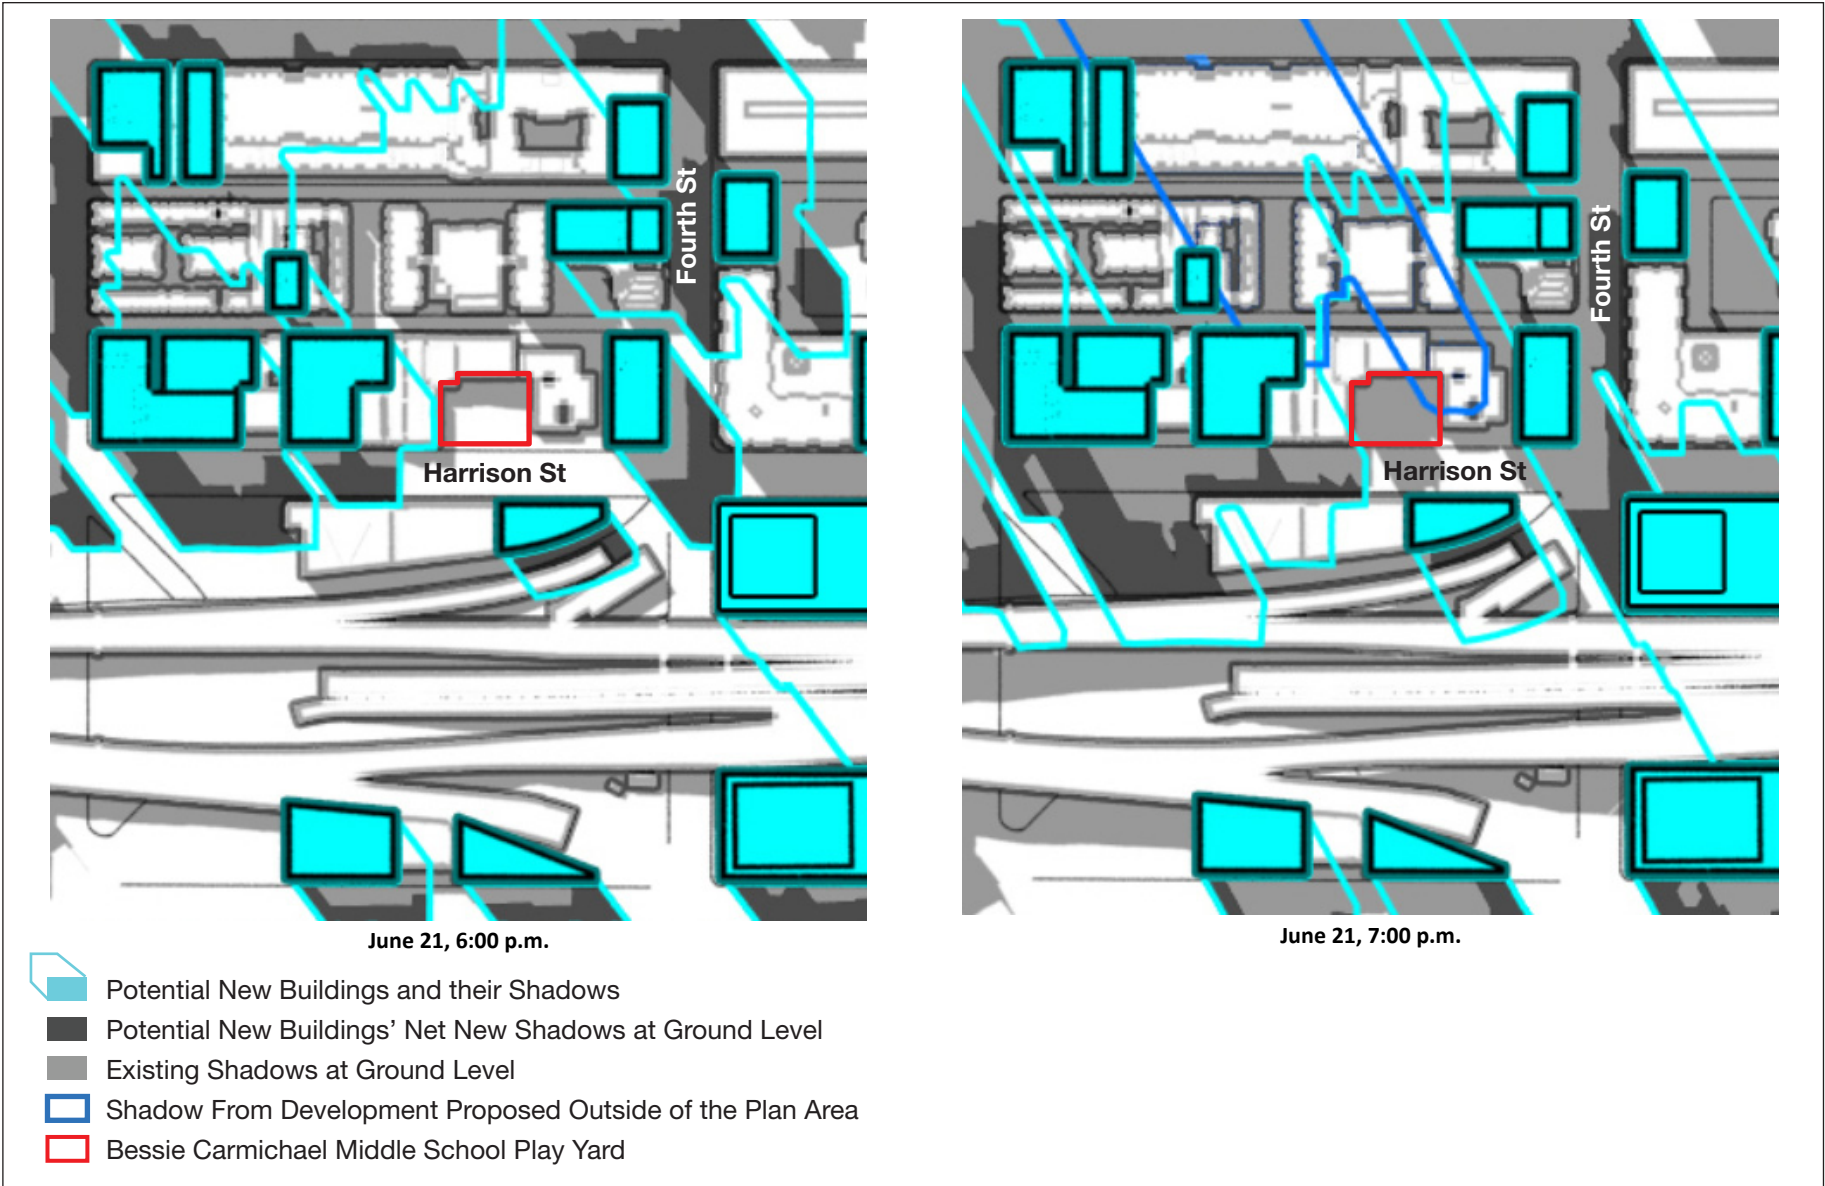 Fourth St
Harrison St
June 21, 6:00 p.m.
Fourth St
Harrison St
June 21, 7:00 p.m.
Potential New Buildings and their Shadows
Potential New Buildings’ Net New Shadows at Ground Level
Existing Shadows at Ground Level
Shadow From Development Proposed Outside of the Plan Area
Bessie Carmichael Middle School Play Yard